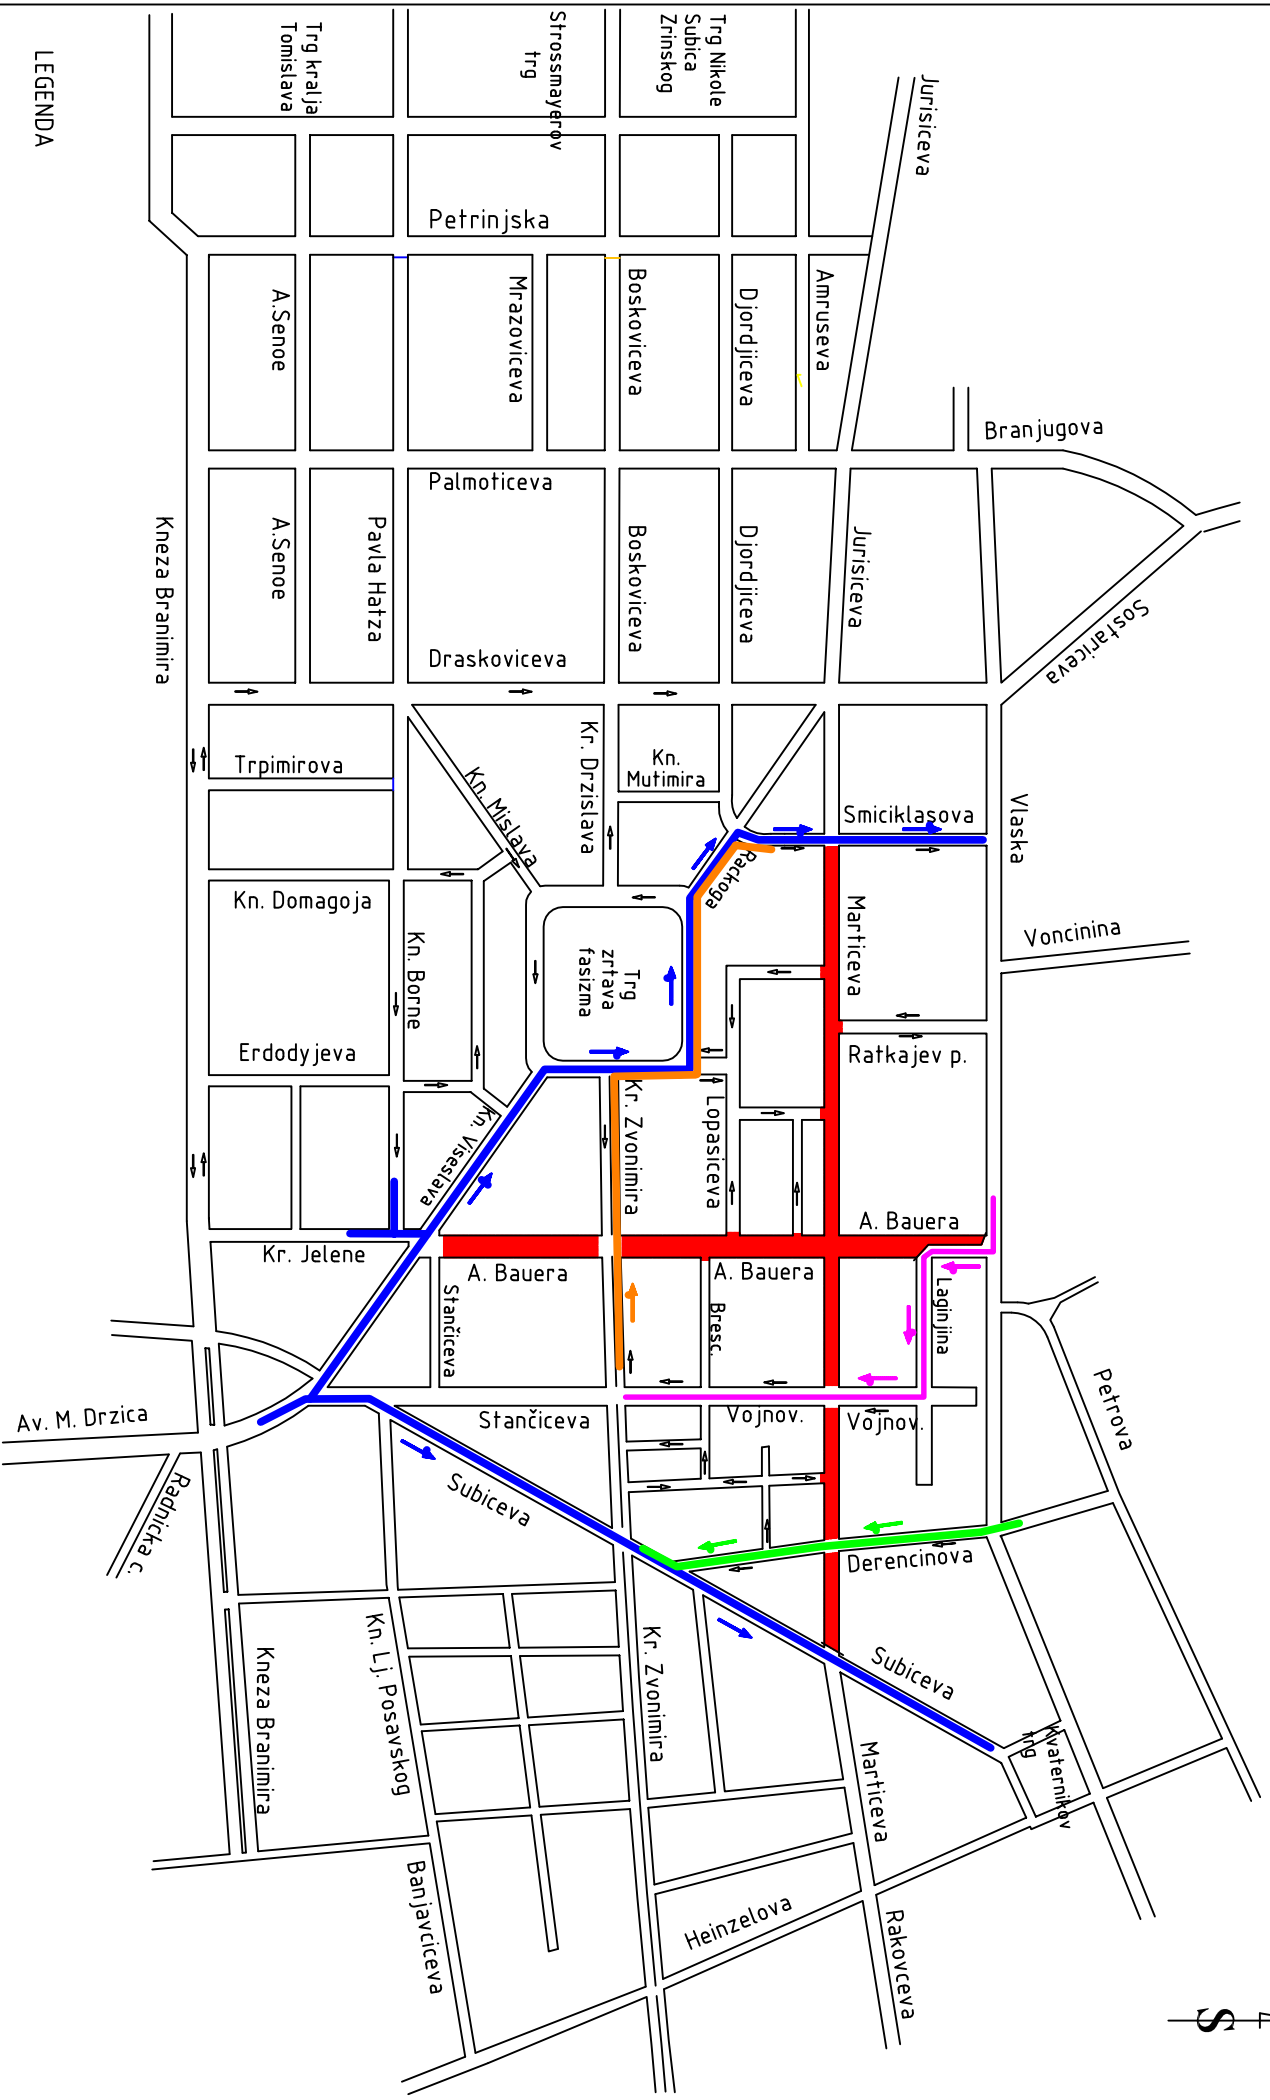 LEGENDA
Trg kralja
Tomislava
Strossmayerov
trg
Trg Nikole
Subica
Zrinskog
Jurisiceva
Petrinjska
A.Senoe
Mrazoviceva
Boskoviceva
Djordjiceva
Amruseva
Branjugova
Palmoticeva
Kneza Branimira
A.Senoe
Pavla Hatza
Boskoviceva
Djordjiceva
Jurisiceva
Sostariceva
Draskoviceva
Trpimirova
Kn. Mislava
Kr. Drzislava
Kn.
Mutimira
Smiciklasova
Vlaska
Rackoga
Kn. Domagoja
Kn. Borne
Trg
zrtava
fasizma
Marticeva
Voncinina
Erdodyjeva
Ratkajev p.
Kn. Viseslava
Kr. Zvonimira
Lopasiceva
A. Bauera
Kr. Jelene
A. Bauera
A. Bauera
Stančiceva
Bresc.
Laginjina
Petrova
Av. M. Drzica
Stančiceva
Vojnov.
Vojnov.
Radnicka c.
Subiceva
Derencinova
Kneza Branimira
Kn. Lj. Posavskog
Kr. Zvonimira
Subiceva
Kvaternikov
trg
Marticeva
Banjavciceva
Heinzelova
Rakovceva
S